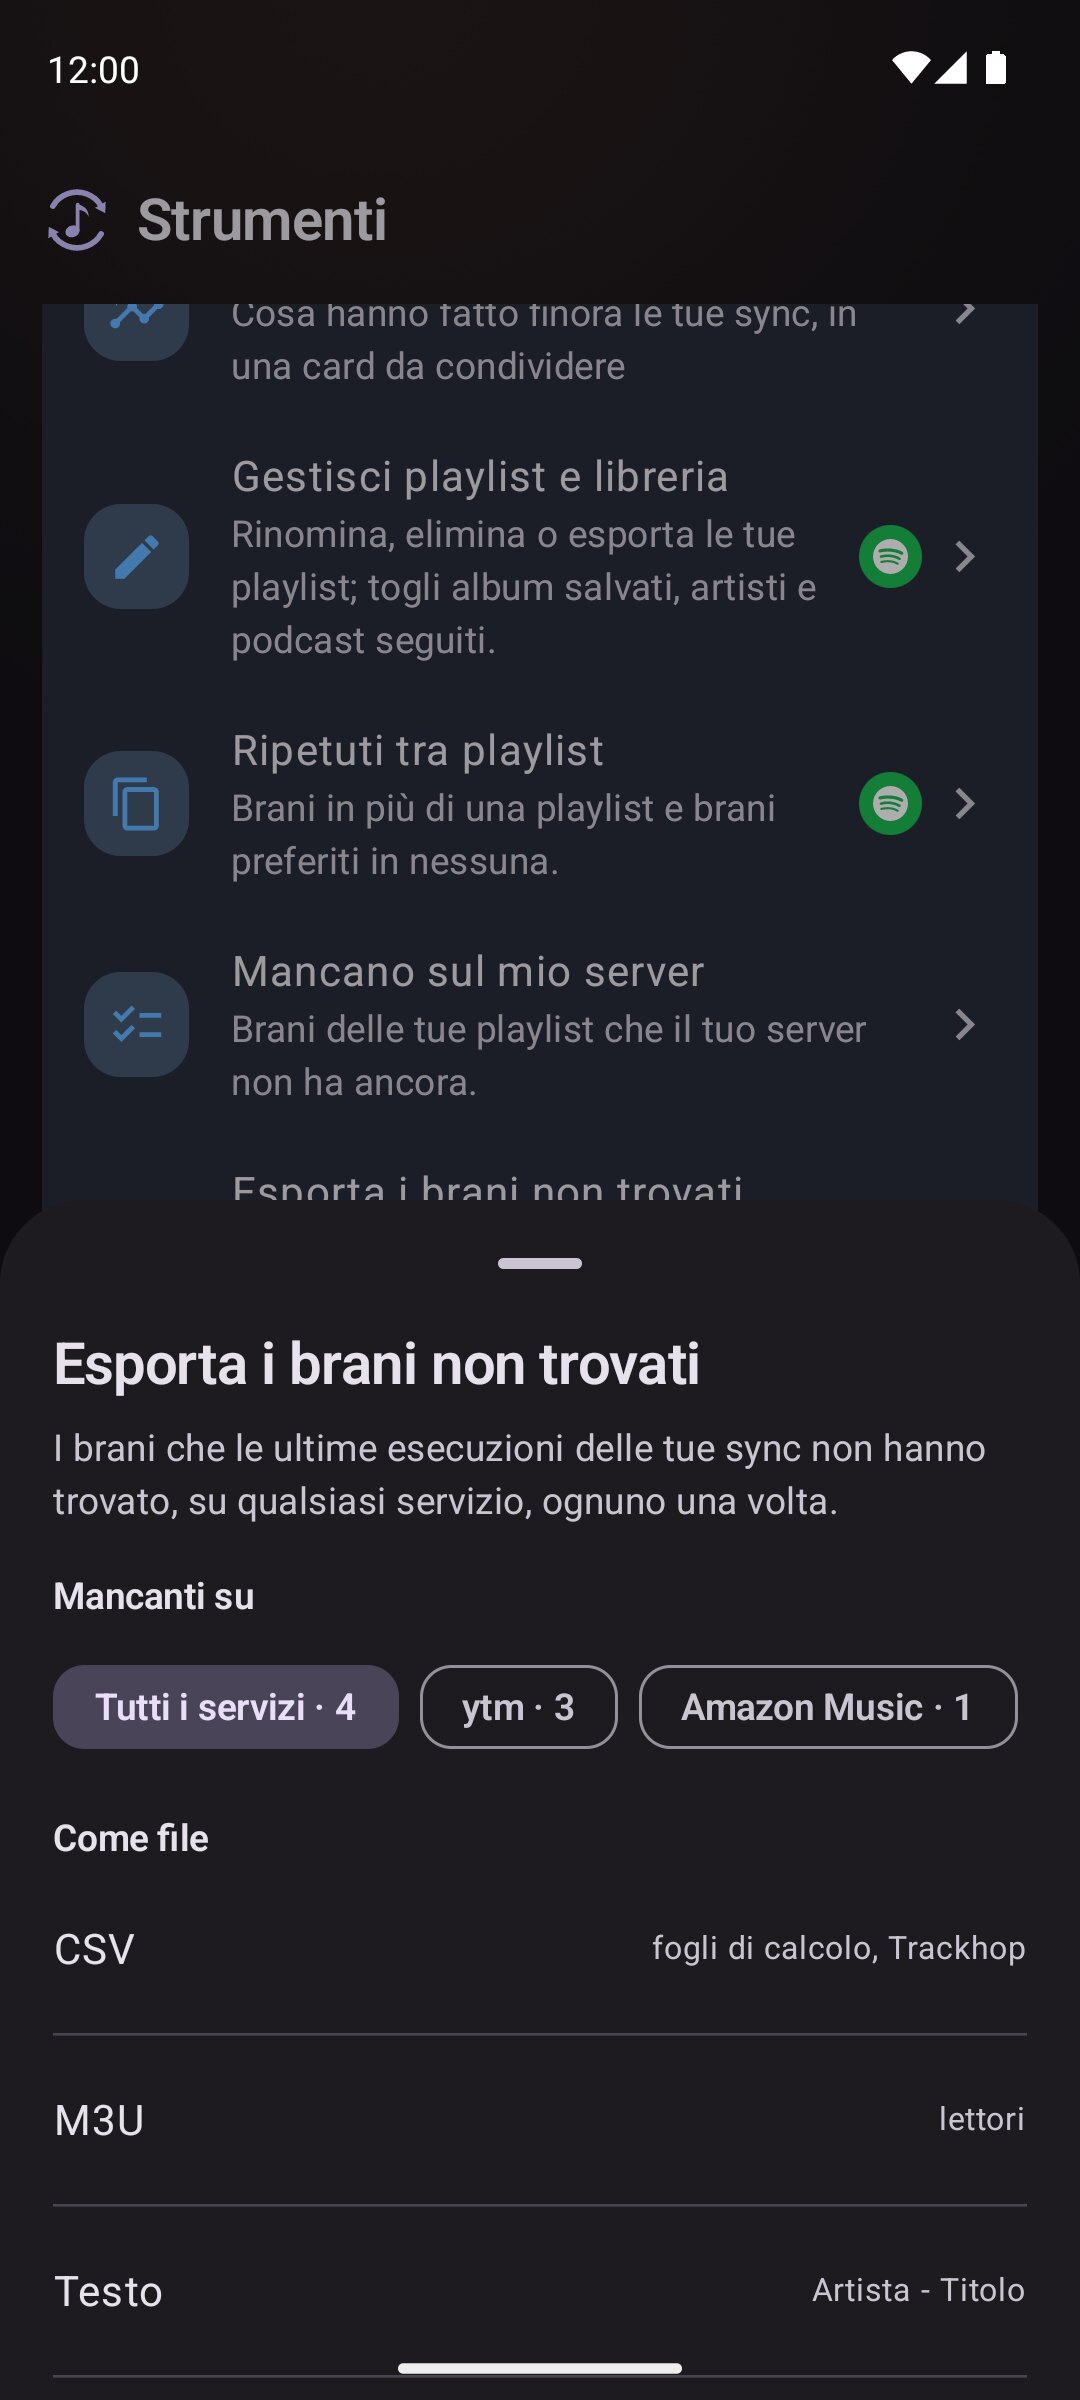 12:00
Strumenti
Cosa hanno fatto finora le tue sync, in
una card da condividere
Gestisci playlist e libreria
Rinomina, elimina o esporta le tue
playlist; togli album salvati, artisti e
podcast seguiti.
Ripetuti tra playlist
Brani in più di una playlist e brani
preferiti in nessuna.
Mancano sul mio server
Brani delle tue playlist che il tuo server
non ha ancora.
Esporta i brani non trovati
Esporta i brani non trovati
I brani che le ultime esecuzioni delle tue sync non hanno
trovato, su qualsiasi servizio, ognuno una volta.
Mancanti su
Tutti i servizi · 4
ytm · 3
Amazon Music · 1
Come file
CSV
fogli di calcolo, Trackhop
M3U
lettori
Testo
Artista - Titolo